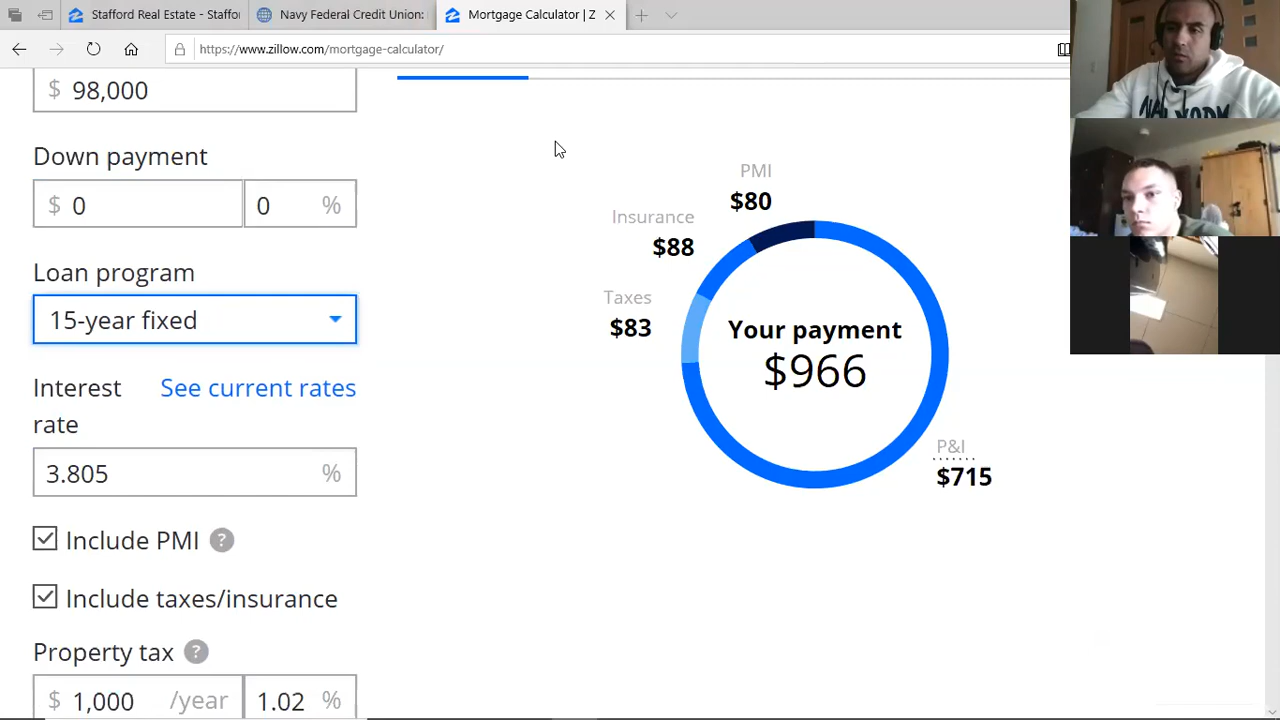 Stafford Real Estate - Staffor
Navy Federal Credit Union:
Mortgage Calculator | Z
https://www.zillow.com/mortgage-calculator/
$ 98,000
Down payment
$ 0
0 %
Loan program
15-year fixed
Interest rate
See current rates
3.805 %
Include PMI ?
Include taxes/insurance
Property tax ?
$ 1,000 /year
1.02 %
PMI
$80
Insurance
$88
Taxes
$83
Your payment
$966
P&I
$715